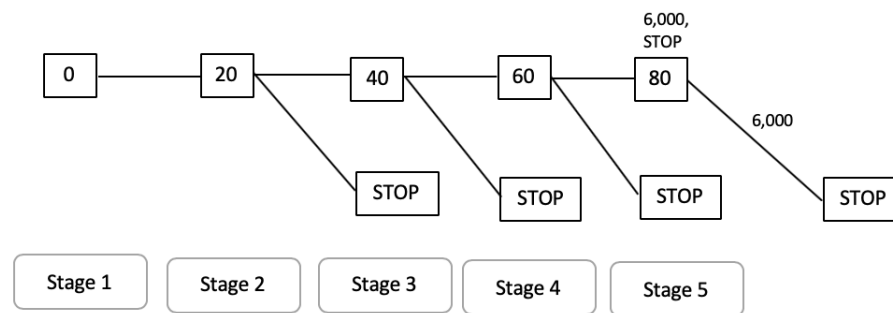 6,000,
STOP
0
20
40
60
80
6,000
STOP
STOP
STOP
STOP
Stage 1
Stage 2
Stage 3
Stage 4
Stage 5